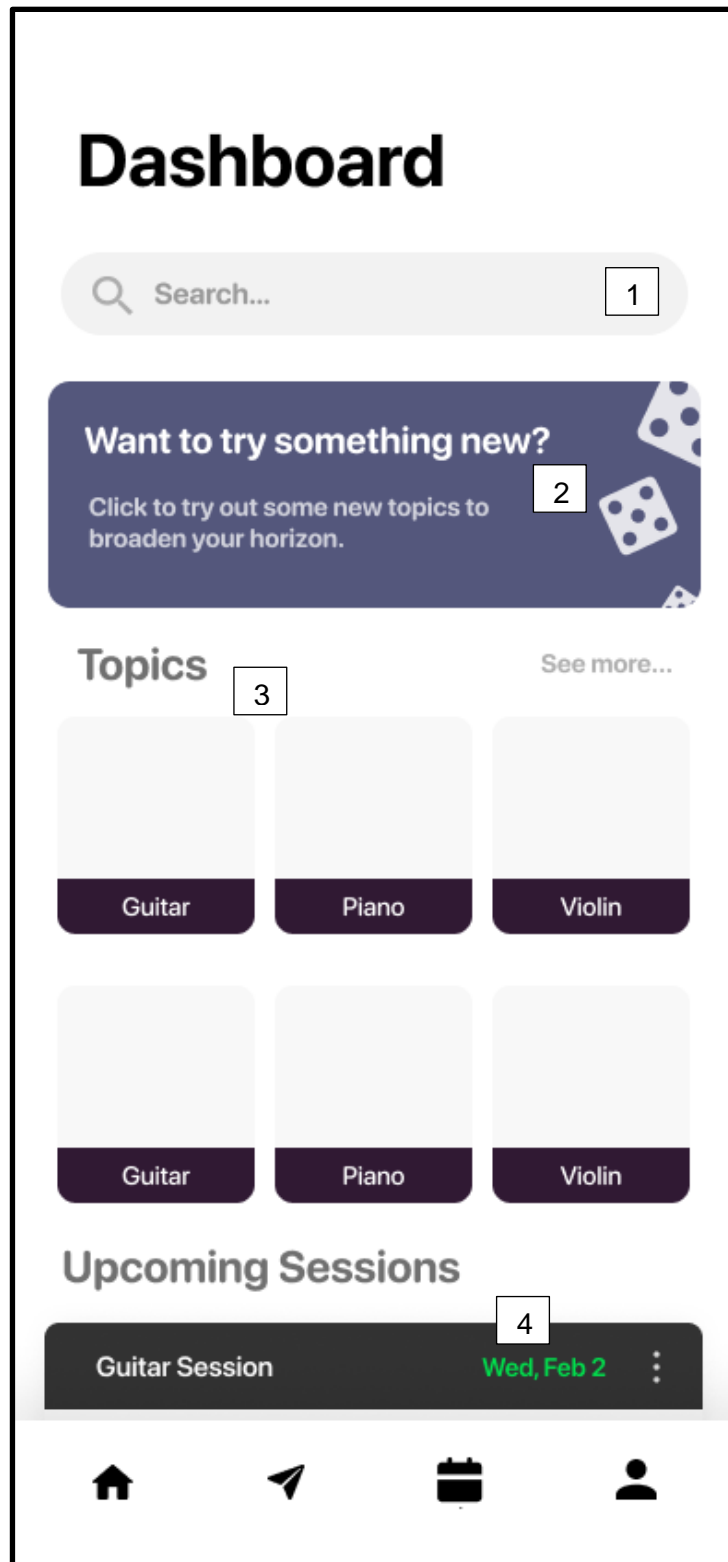 Dashboard
Search...
1
Want to try something new?
2
Click to try out some new topics to
broaden your horizon.
Topics
See more...
3
Guitar
Piano
Violin
Guitar
Piano
Violin
Upcoming Sessions
4
Guitar Session
Wed, Feb 2